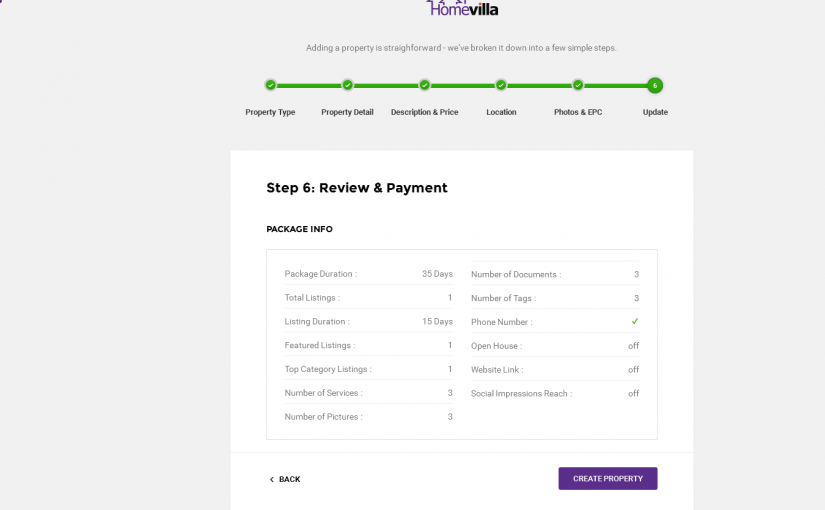 Homevilla
Adding a property is straighforward - we've broken it down into a few simple steps.
6
Property Type Property Detail Description & Price Location Photos & EPC Update
Step 6: Review & Payment
PACKAGE INFO
Package Duration : 35 Days
Total Listings : 1
Listing Duration : 15 Days
Featured Listings : 1
Top Category Listings : 1
Number of Services : 3
Number of Pictures : 3
Number of Documents : 3
Number of Tags : 3
Phone Number :
Open House : off
Website Link : off
Social Impressions Reach : off
BACK
CREATE PROPERTY